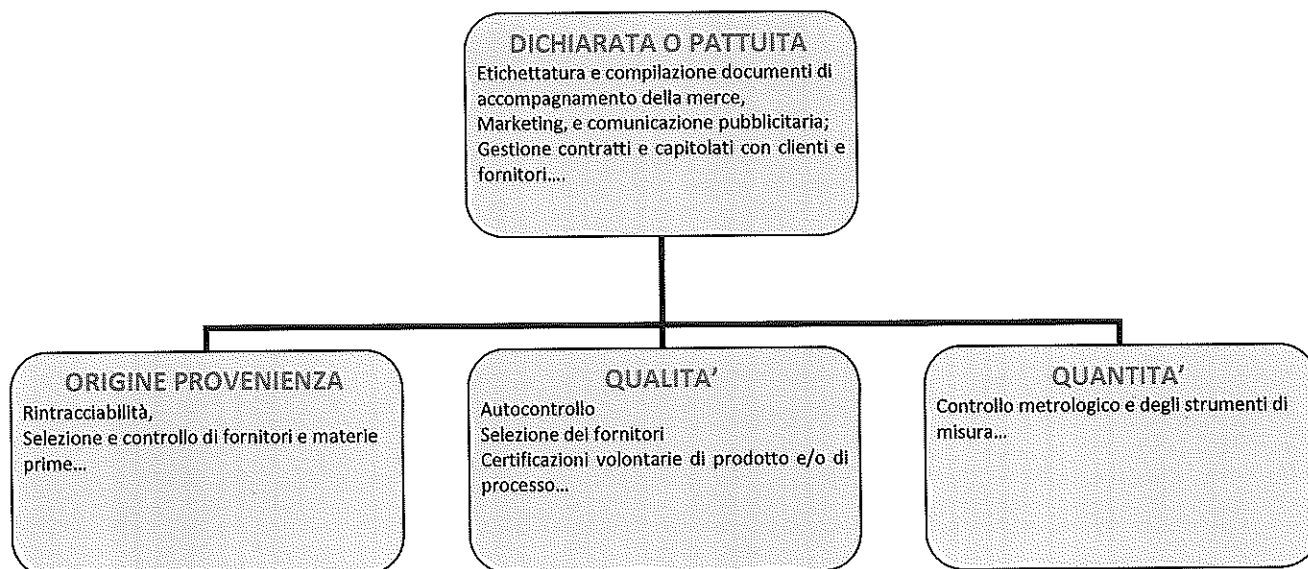 DICHIARATA O PATTUITA
Etichettatura e compilazione documenti di
accompagnamento della merce,
Marketing, e comunicazione pubblicitaria;
Gestione contratti e capitolati con clienti e
fornitori....
ORIGINE PROVENIENZA
Rintracciabilità,
Selezione e controllo di fornitori e materie
prime...
QUALITA’
Autocontrollo
Selezione dei fornitori
Certificazioni volontarie di prodotto e/o di
processo...
QUANTITA’
Controllo metrologico e degli strumenti di
misura...